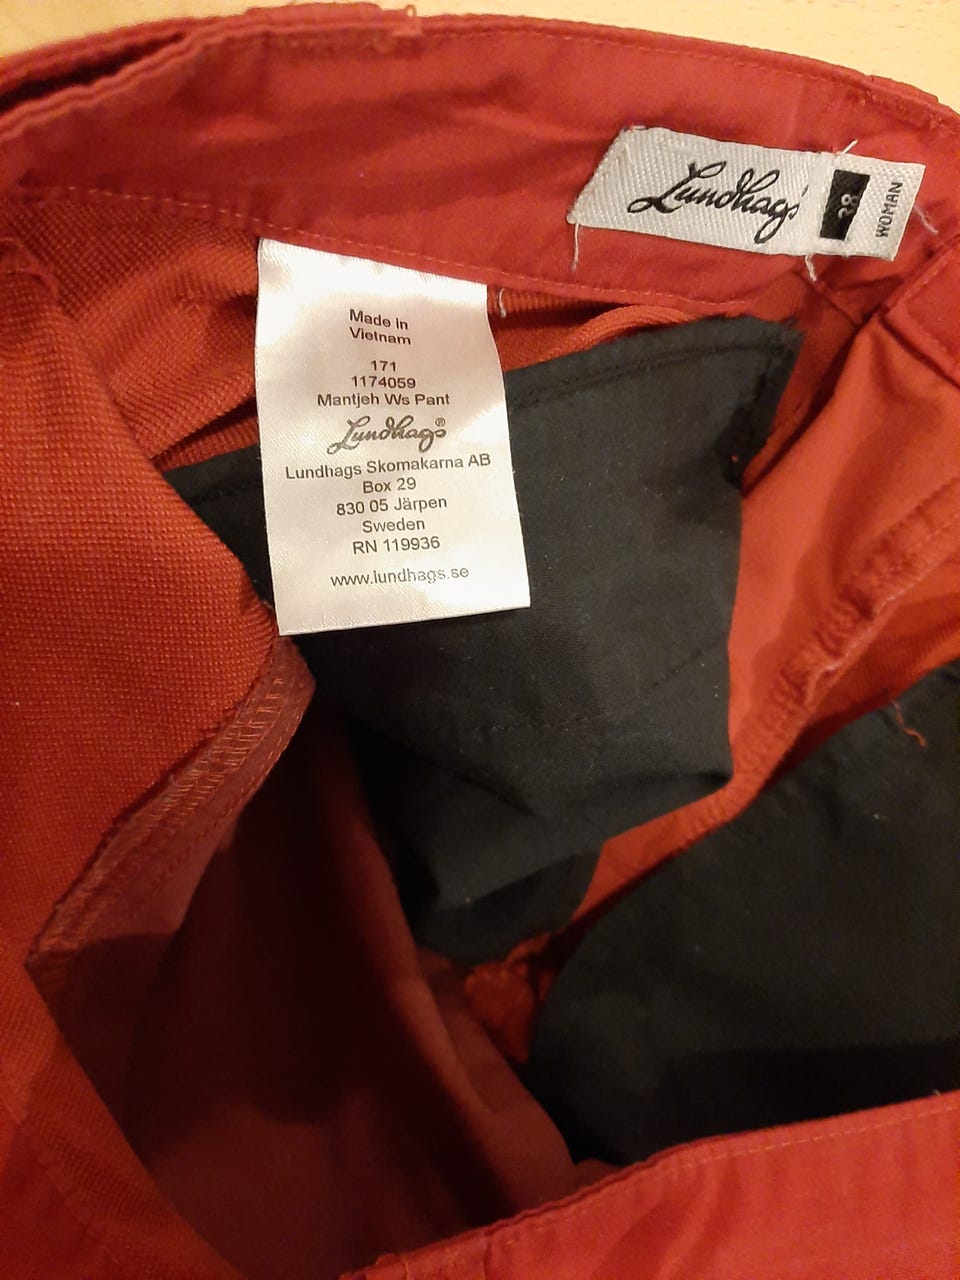 Lundhags
38
WOMAN
Made in
Vietnam
171
1174059
Mantjeh Ws Pant
Lundhags®
Lundhags Skomakarna AB
Box 29
830 05 Järpen
Sweden
RN 119936
www.lundhags.se